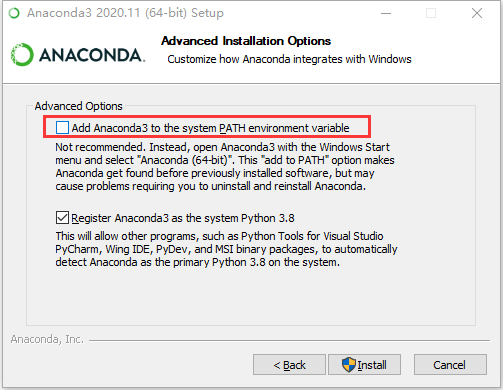 Anaconda3 2020.11 (64-bit) Setup
ANACONDA.
Advanced Installation Options
Customize how Anaconda integrates with Windows
Advanced Options
Add Anaconda3 to the system PATH environment variable
Not recommended. Instead, open Anaconda3 with the Windows Start
menu and select "Anaconda (64-bit)". This "add to PATH" option makes
Anaconda get found before previously installed software, but may
cause problems requiring you to uninstall and reinstall Anaconda.
Register Anaconda3 as the system Python 3.8
This will allow other programs, such as Python Tools for Visual Studio
PyCharm, Wing IDE, PyDev, and MSI binary packages, to automatically
detect Anaconda as the primary Python 3.8 on the system.
Anaconda, Inc.
< Back
Install
Cancel